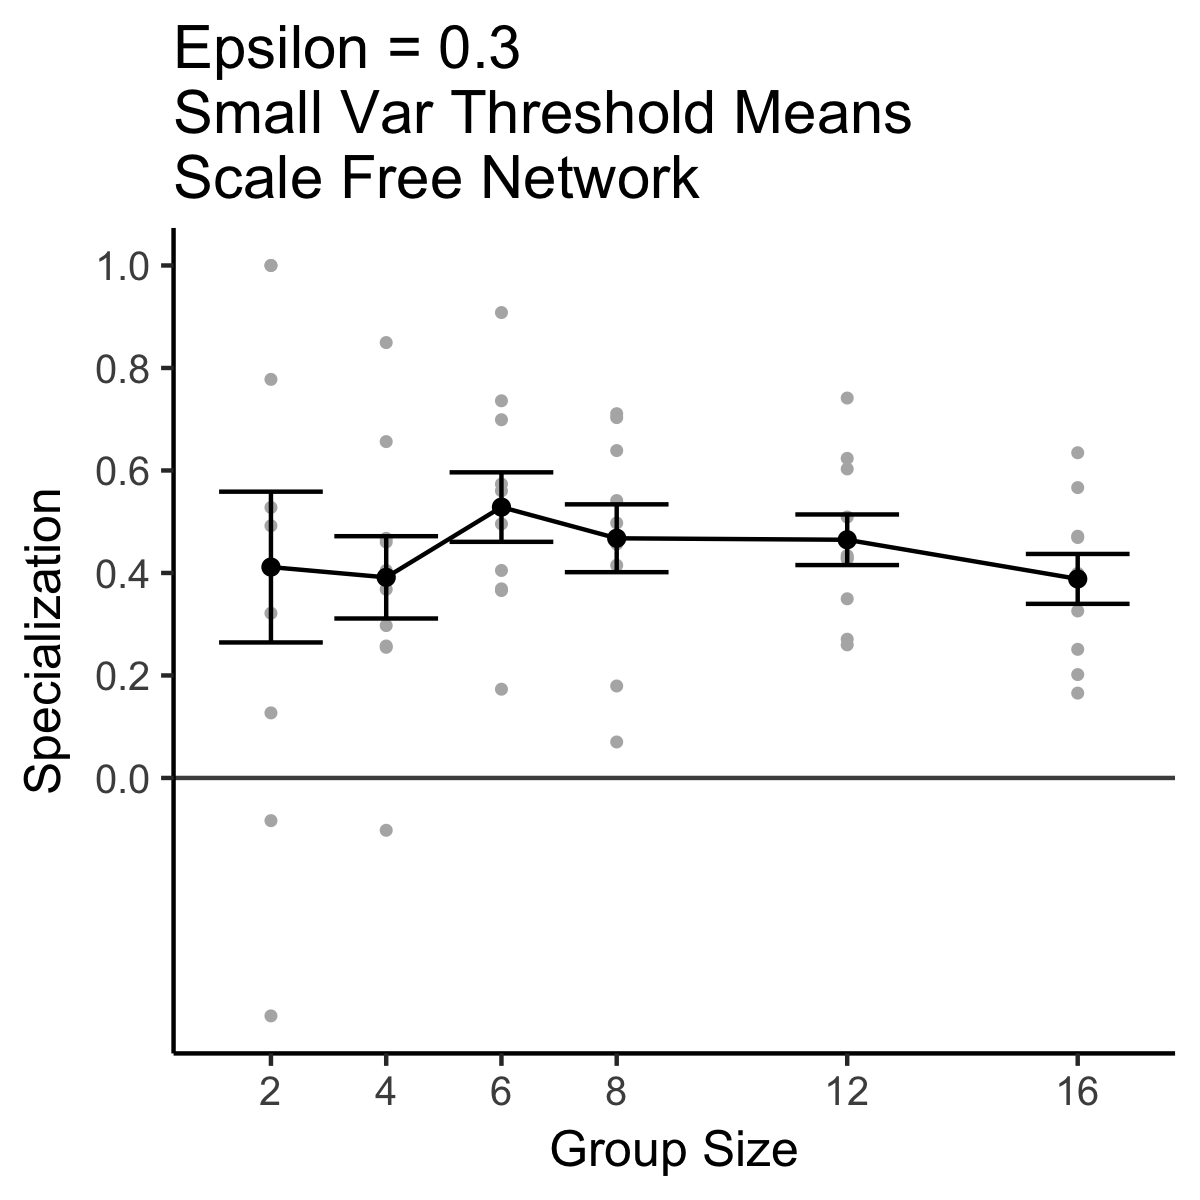 Epsilon = 0.3
Small Var Threshold Means
Scale Free Network
Specialization
1.0
0.8
0.6
0.4
0.2
0.0
2 4 6 8 12 16
Group Size